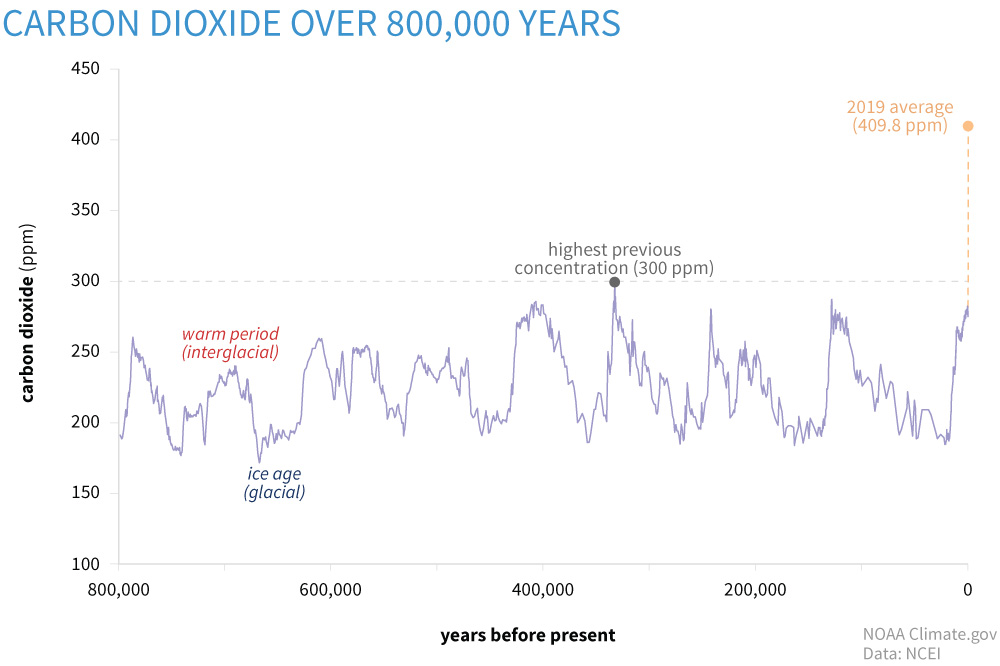 CARBON DIOXIDE OVER 800,000 YEARS
450
2019 average
(409.8 ppm)
400
350
highest previous
concentration (300 ppm)
300
warm period
(interglacial)
250
200
ice age
(glacial)
150
100
carbon dioxide (ppm)
800,000
600,000
400,000
200,000
0
years before present
NOAA Climate.gov
Data: NCEI